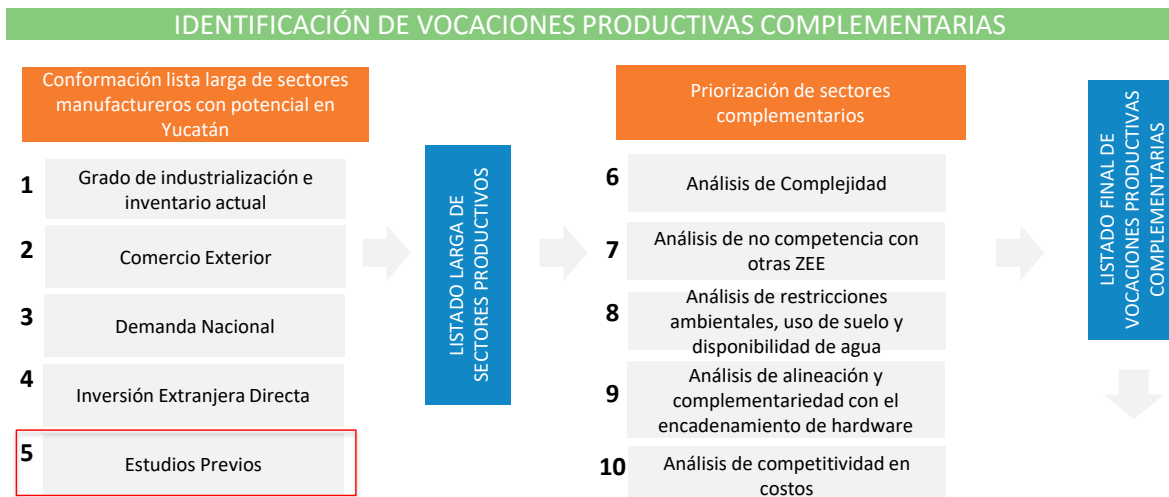 IDENTIFICACIÓN DE VOCACIONES PRODUCTIVAS COMPLEMENTARIAS
Conformación lista larga de sectores
manufactureros con potencial en
Yucatán
1
Grado de industrialización e
inventario actual
2
Comercio Exterior
3
Demanda Nacional
4
Inversión Extranjera Directa
5
Estudios Previos
LISTADO LARGA DE
SECTORES PRODUCTIVOS
Priorización de sectores
complementarios
6
Análisis de Complejidad
7
Análisis de no competencia con
otras ZEE
8
Análisis de restricciones
ambientales, uso de suelo y
disponibilidad de agua
9
Análisis de alineación y
complementariedad con el
encadenamiento de hardware
10
Análisis de competitividad en
costos
LISTADO FINAL DE
VOCACIONES PRODUCTIVAS
COMPLEMENTARIAS